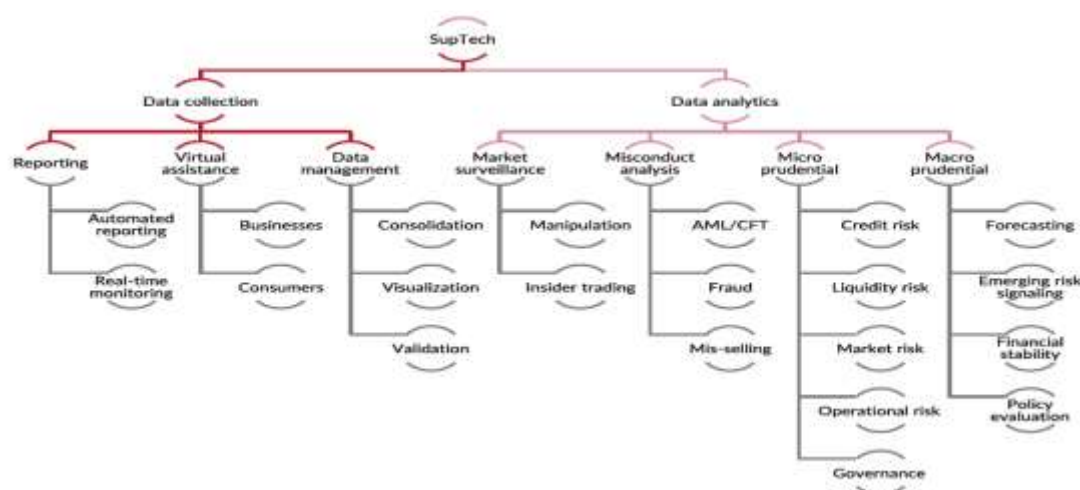 SupTech
Data collection
Data analytics
Reporting
Virtual
assistance
Data
management
Market
surveillance
Misconduct
analysis
Micro
prudential
Macro
prudential
Automated
reporting
Businesses
Consolidation
Manipulation
AML/CFT
Credit risk
Forecasting
Real-time
monitoring
Consumers
Visualization
Insider trading
Fraud
Liquidity risk
Emerging risk
signaling
Validation
Mis-selling
Market risk
Financial
stability
Operational risk
Policy
evaluation
Governance